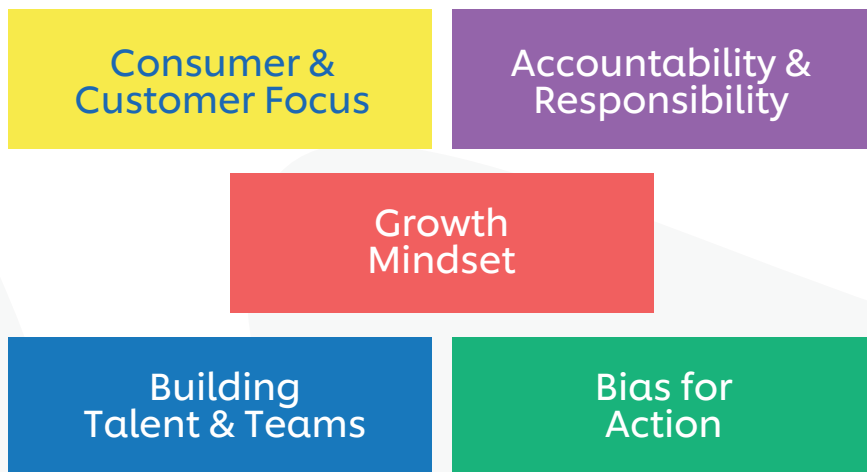 Consumer &
Customer Focus
Accountability &
Responsibility
Growth
Mindset
Building
Talent & Teams
Bias for
Action